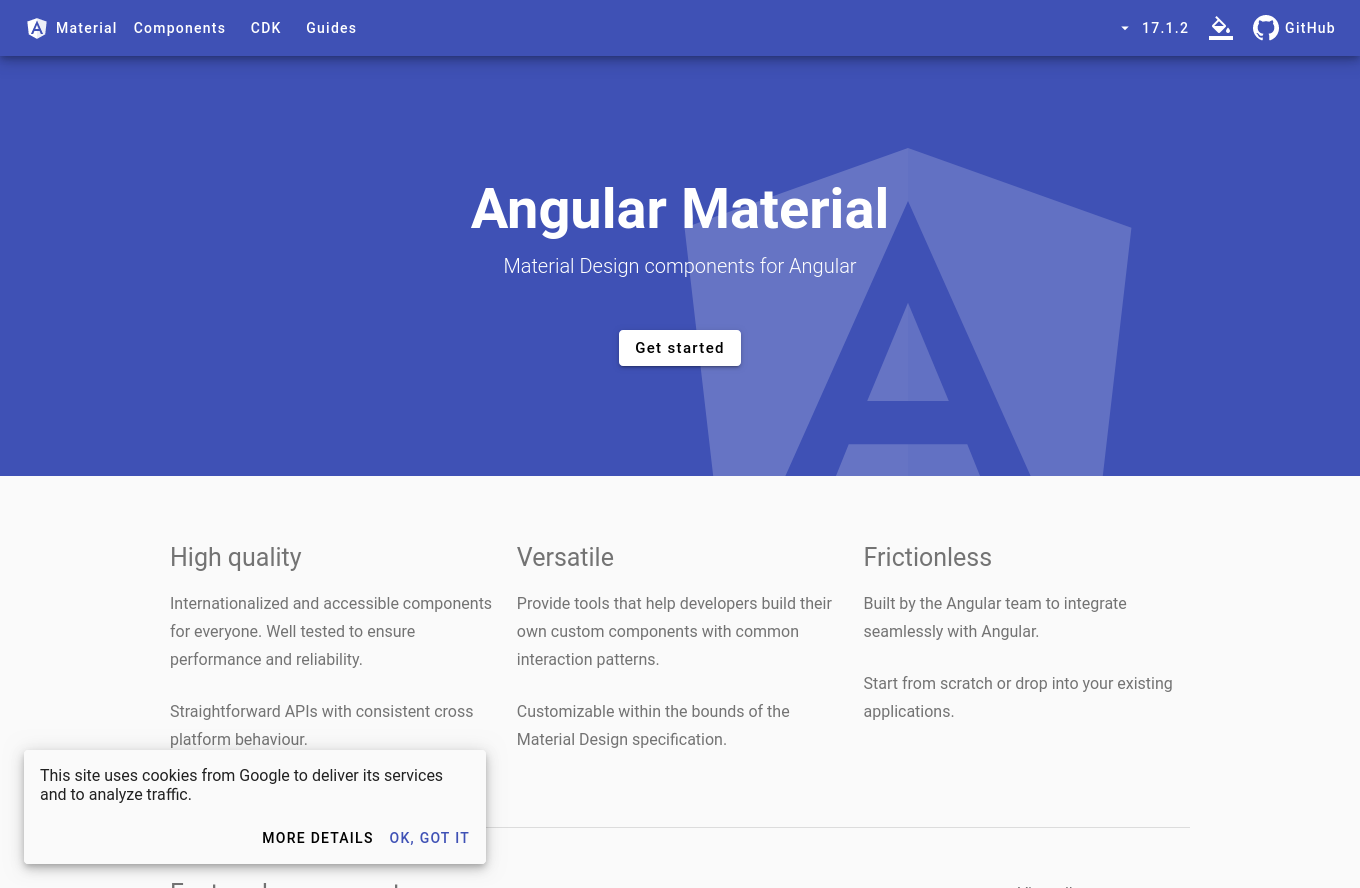 Material Components CDK Guides 17.1.2 GitHub
Angular Material
Material Design components for Angular
Get started
High quality
Internationalized and accessible components
for everyone. Well tested to ensure
performance and reliability.
Straightforward APIs with consistent cross
platform behaviour.
Versatile
Provide tools that help developers build their
own custom components with common
interaction patterns.
Customizable within the bounds of the
Material Design specification.
Frictionless
Built by the Angular team to integrate
seamlessly with Angular.
Start from scratch or drop into your existing
applications.
This site uses cookies from Google to deliver its services
and to analyze traffic.
MORE DETAILS OK, GOT IT